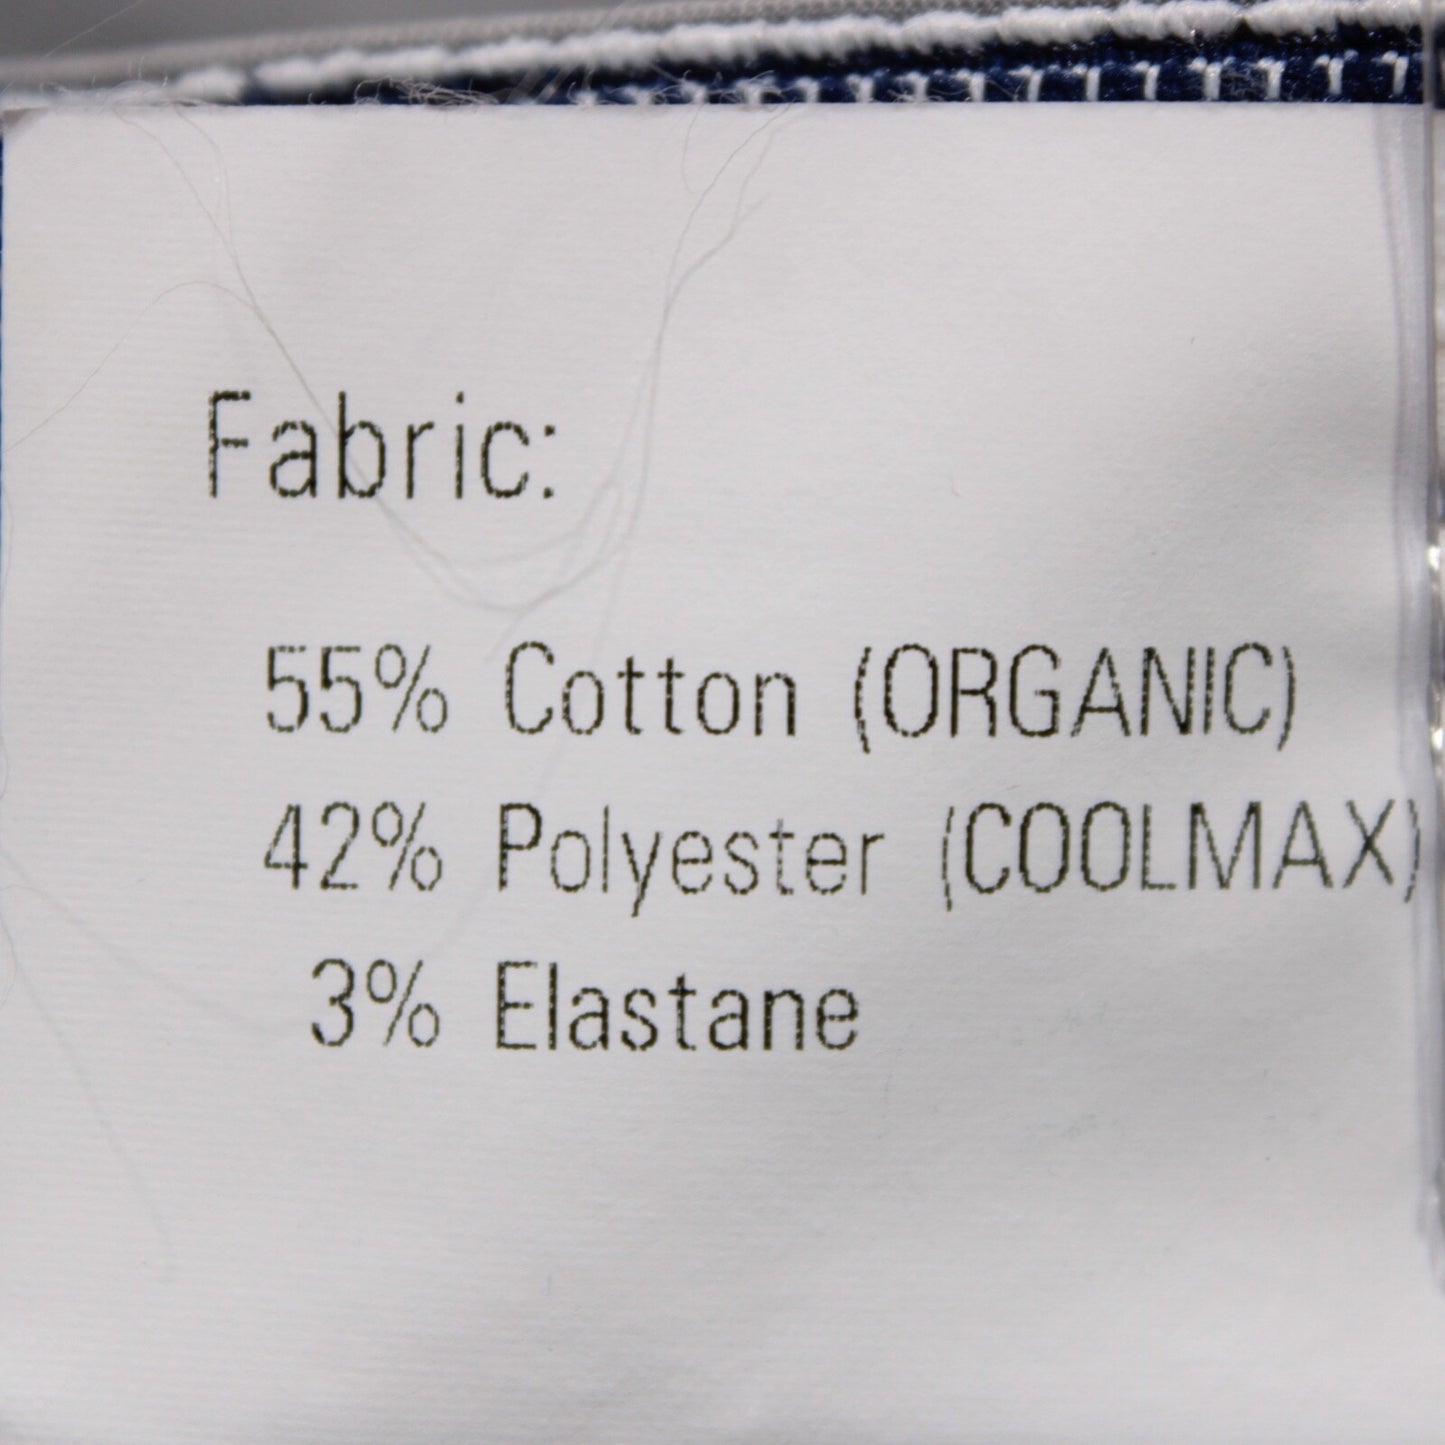 Fabric:
55% Cotton (ORGANIC)
42% Polyester (COOLMAX)
3% Elastane